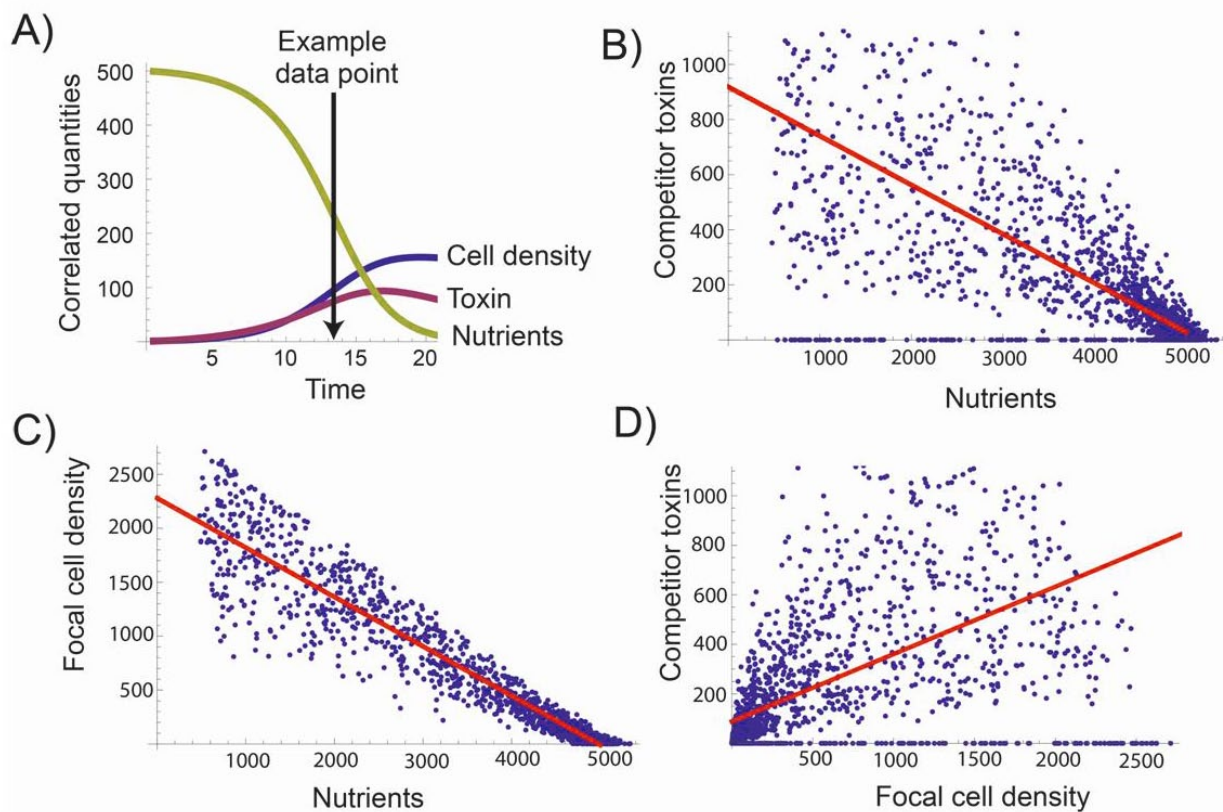 A)
Example
data point
Correlated quantities
500
400
300
200
100
Cell density
Toxin
Nutrients
5
10
15
20
Time
B)
Competitor toxins
1000
800
600
400
200
1000
2000
3000
4000
5000
Nutrients
C)
Focal cell density
2500
2000
1500
1000
500
1000
2000
3000
4000
5000
Nutrients
D)
Competitor toxins
1000
800
600
400
200
500
1000
1500
2000
2500
Focal cell density